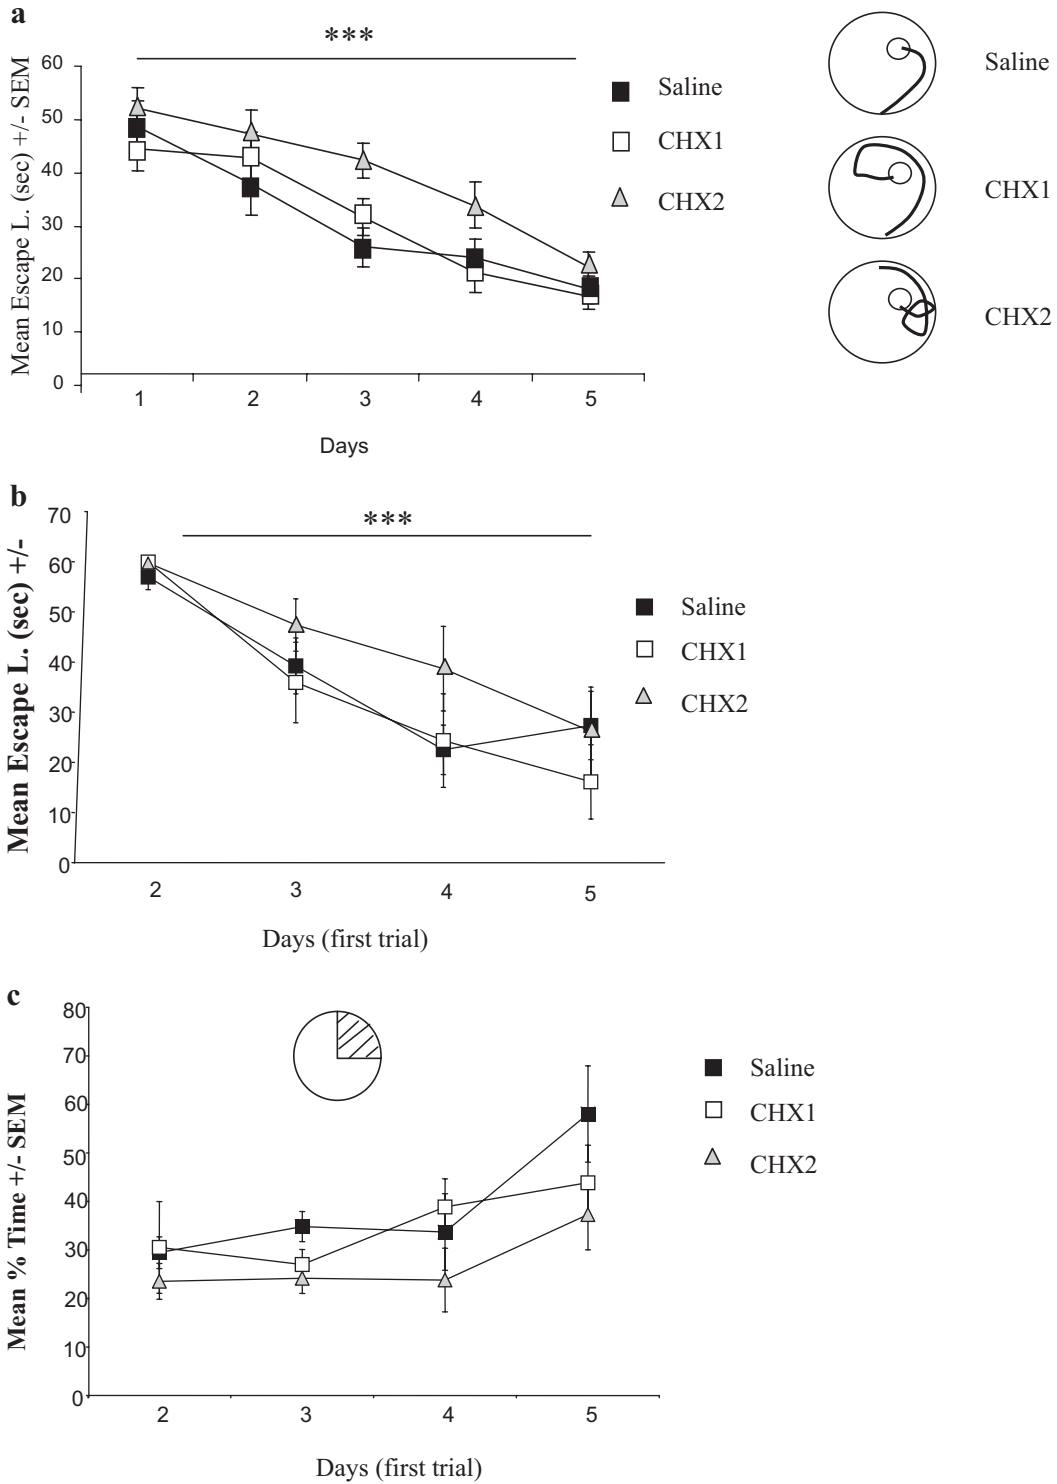 a
***
Mean Escape L. (sec) +/- SEM
60
50
40
30
20
10
0
1 2 3 4 5
Days
Saline
CHX1
CHX2
Saline
CHX1
CHX2
b
***
Mean Escape L. (sec) +/-
70
60
50
40
30
20
10
0
2 3 4 5
Days (first trial)
Saline
CHX1
CHX2
c
Mean % Time +/- SEM
80
70
60
50
40
30
20
10
0
2 3 4 5
Days (first trial)
Saline
CHX1
CHX2